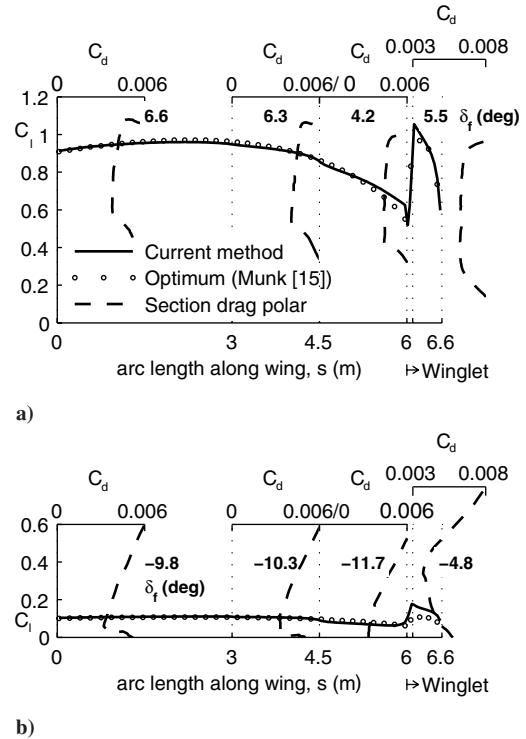 C_d
0.003 0.008
C_d C_d C_d
0 0.006 0 0.006/ 0 0.006
1.2
1
0.8
0.6
0.4
0.2
0
C_l
6.6 6.3 4.2 5.5 δ_f (deg)
Current method
Optimum (Munk [15])
Section drag polar
0 3 4.5 6 6.6
arc length along wing, s (m) ↦ Winglet
a)
C_d
0.003 0.008
C_d C_d C_d
0 0.006 0 0.006/0 0.006
0.6
0.4
0.2
C_l
0
−9.8 −10.3 −11.7 −4.8
δ_f (deg)
0 3 4.5 6 6.6
arc length along wing, s (m) ↦ Winglet
b)